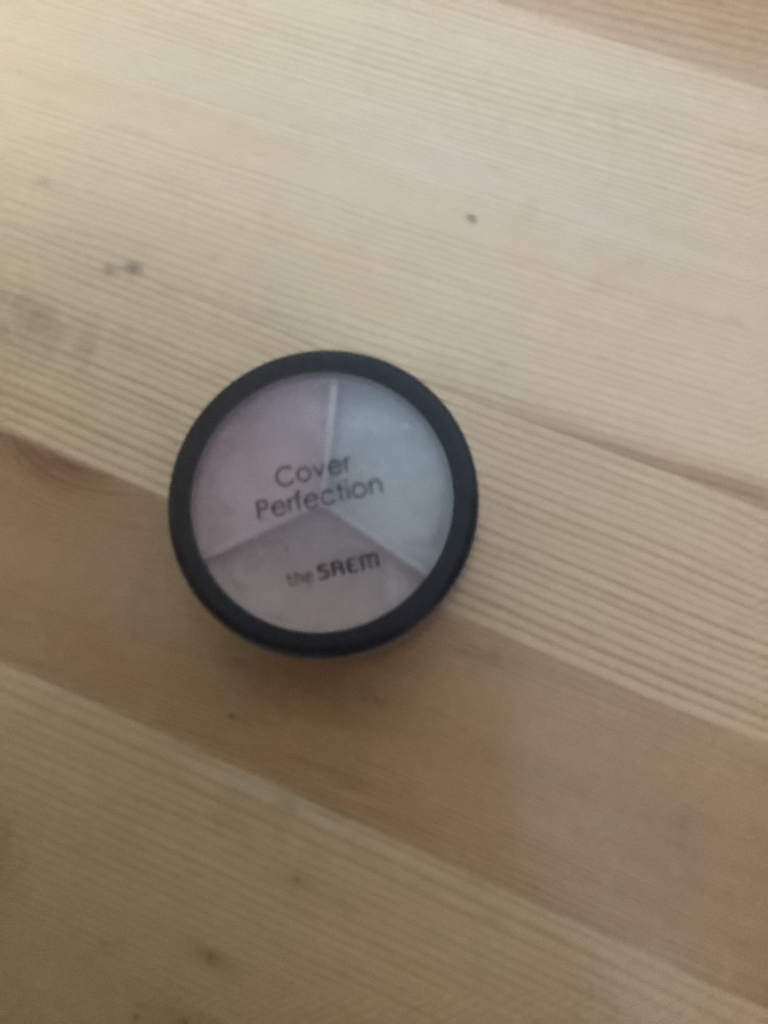 Cover
Perfection
the SAEM